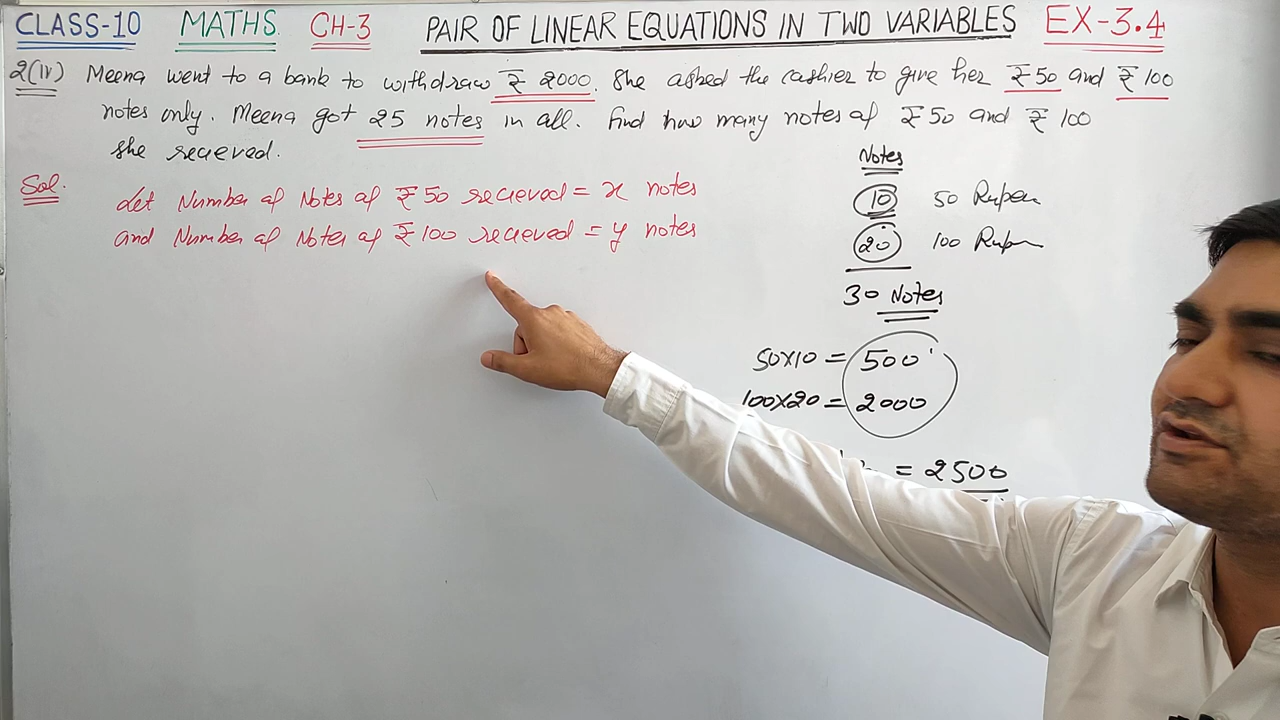 CLASS-10 MATHS CH-3 PAIR OF LINEAR EQUATIONS IN TWO VARIABLES EX-3.4
2(iv) Meena went to a bank to withdraw ₹ 2000. She asked the cashier to give her ₹50 and ₹ 100
notes only. Meena got 25 notes in all. Find how many notes of ₹ 50 and ₹ 100
she recieved.
Sol. Let Number of Notes of ₹ 50 recieved = x notes
and Number of Notes of ₹ 100 recieved = y notes
Notes
10 50 Rupees
20 100 Rupees
30 Notes
50×10 = 500
100×20 = 2000
= 2500